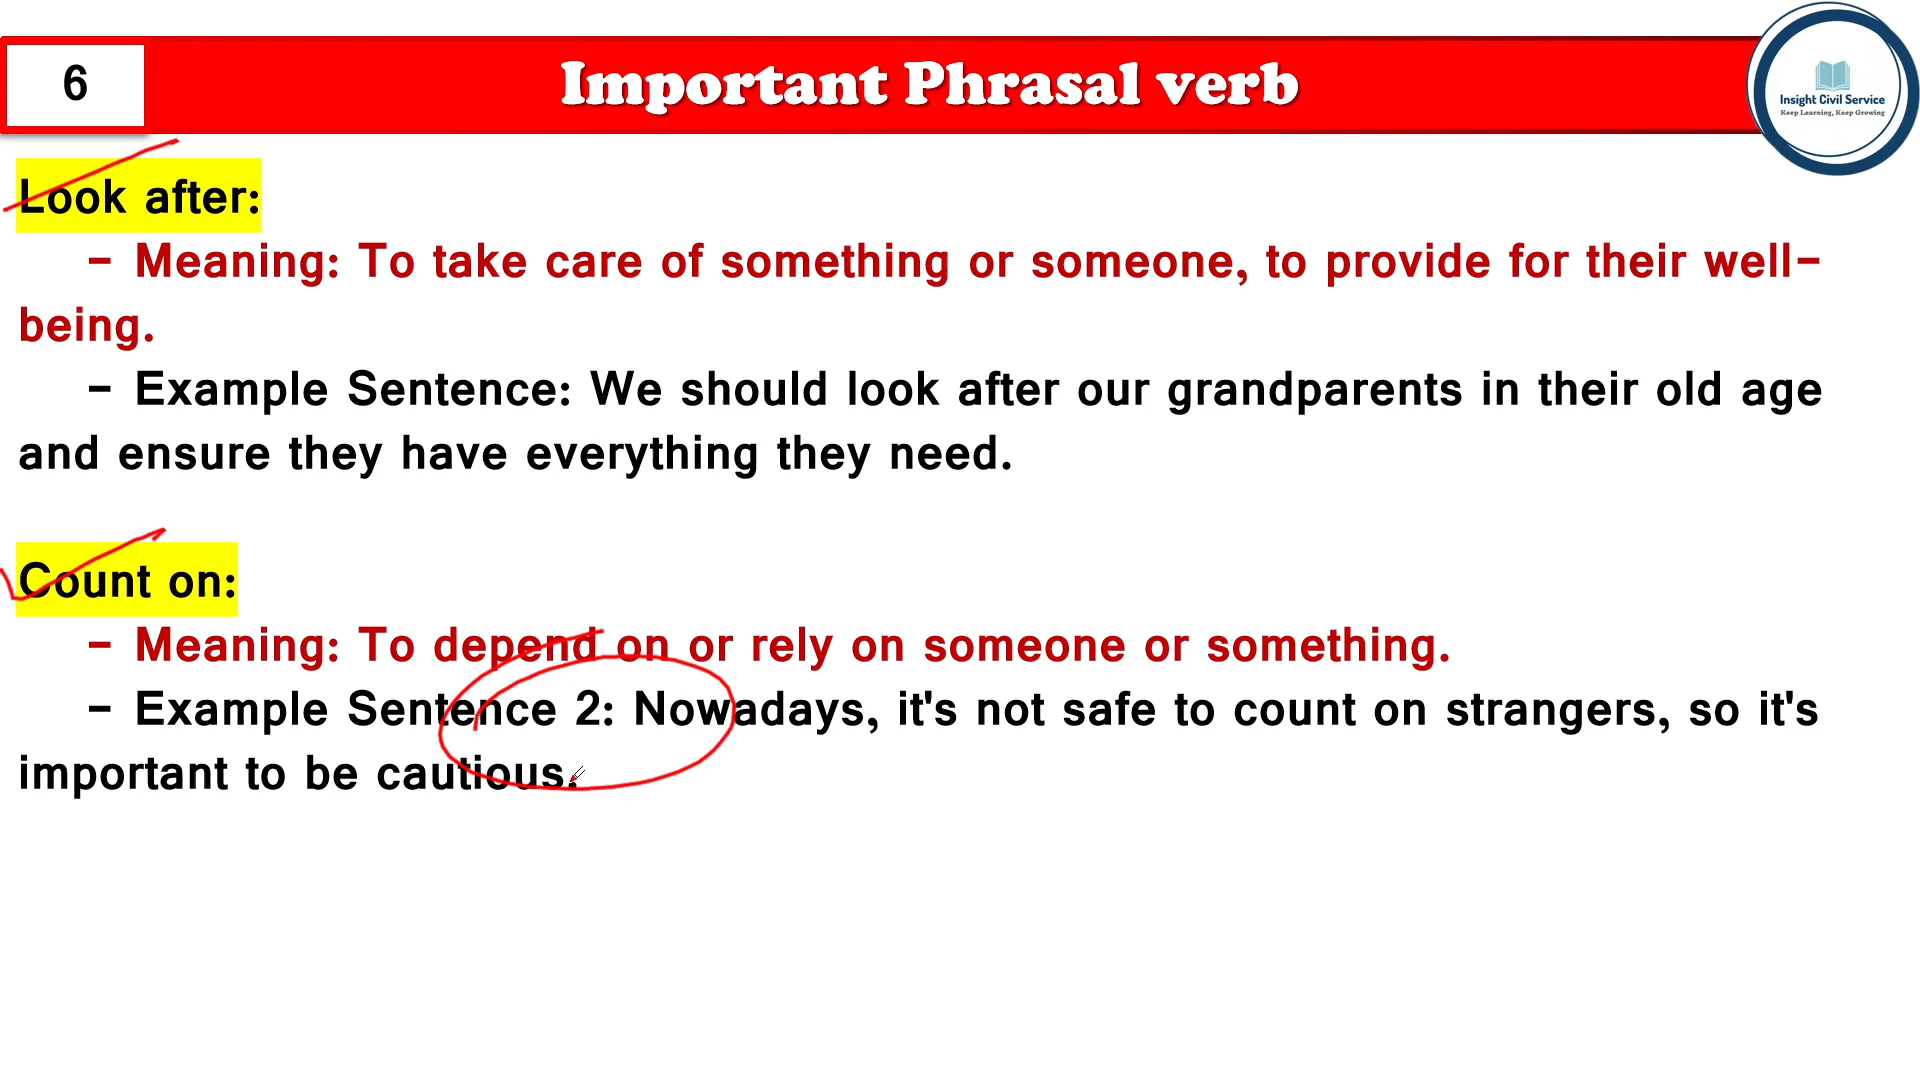 6
Important Phrasal verb
Insight Civil Service
Keep Learning, Keep Growing
Look after:
- Meaning: To take care of something or someone, to provide for their well-
being.
- Example Sentence: We should look after our grandparents in their old age
and ensure they have everything they need.
Count on:
- Meaning: To depend on or rely on someone or something.
- Example Sentence 2: Nowadays, it's not safe to count on strangers, so it's
important to be cautious.